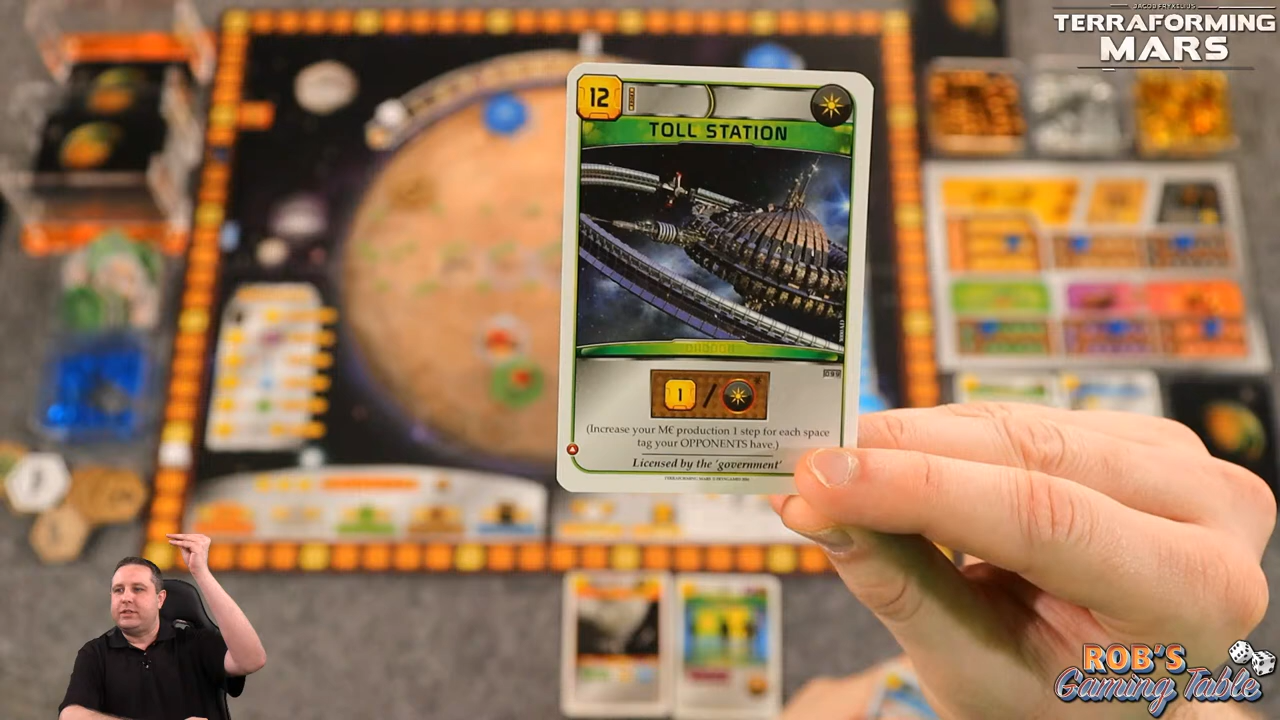 JACOB FRYXELIUS
TERRAFORMING
MARS
12
TOLL STATION
1 /
(Increase your M€ production 1 step for each space
tag your OPPONENTS have.)
Licensed by the 'government'
ROB'S
Gaming Table